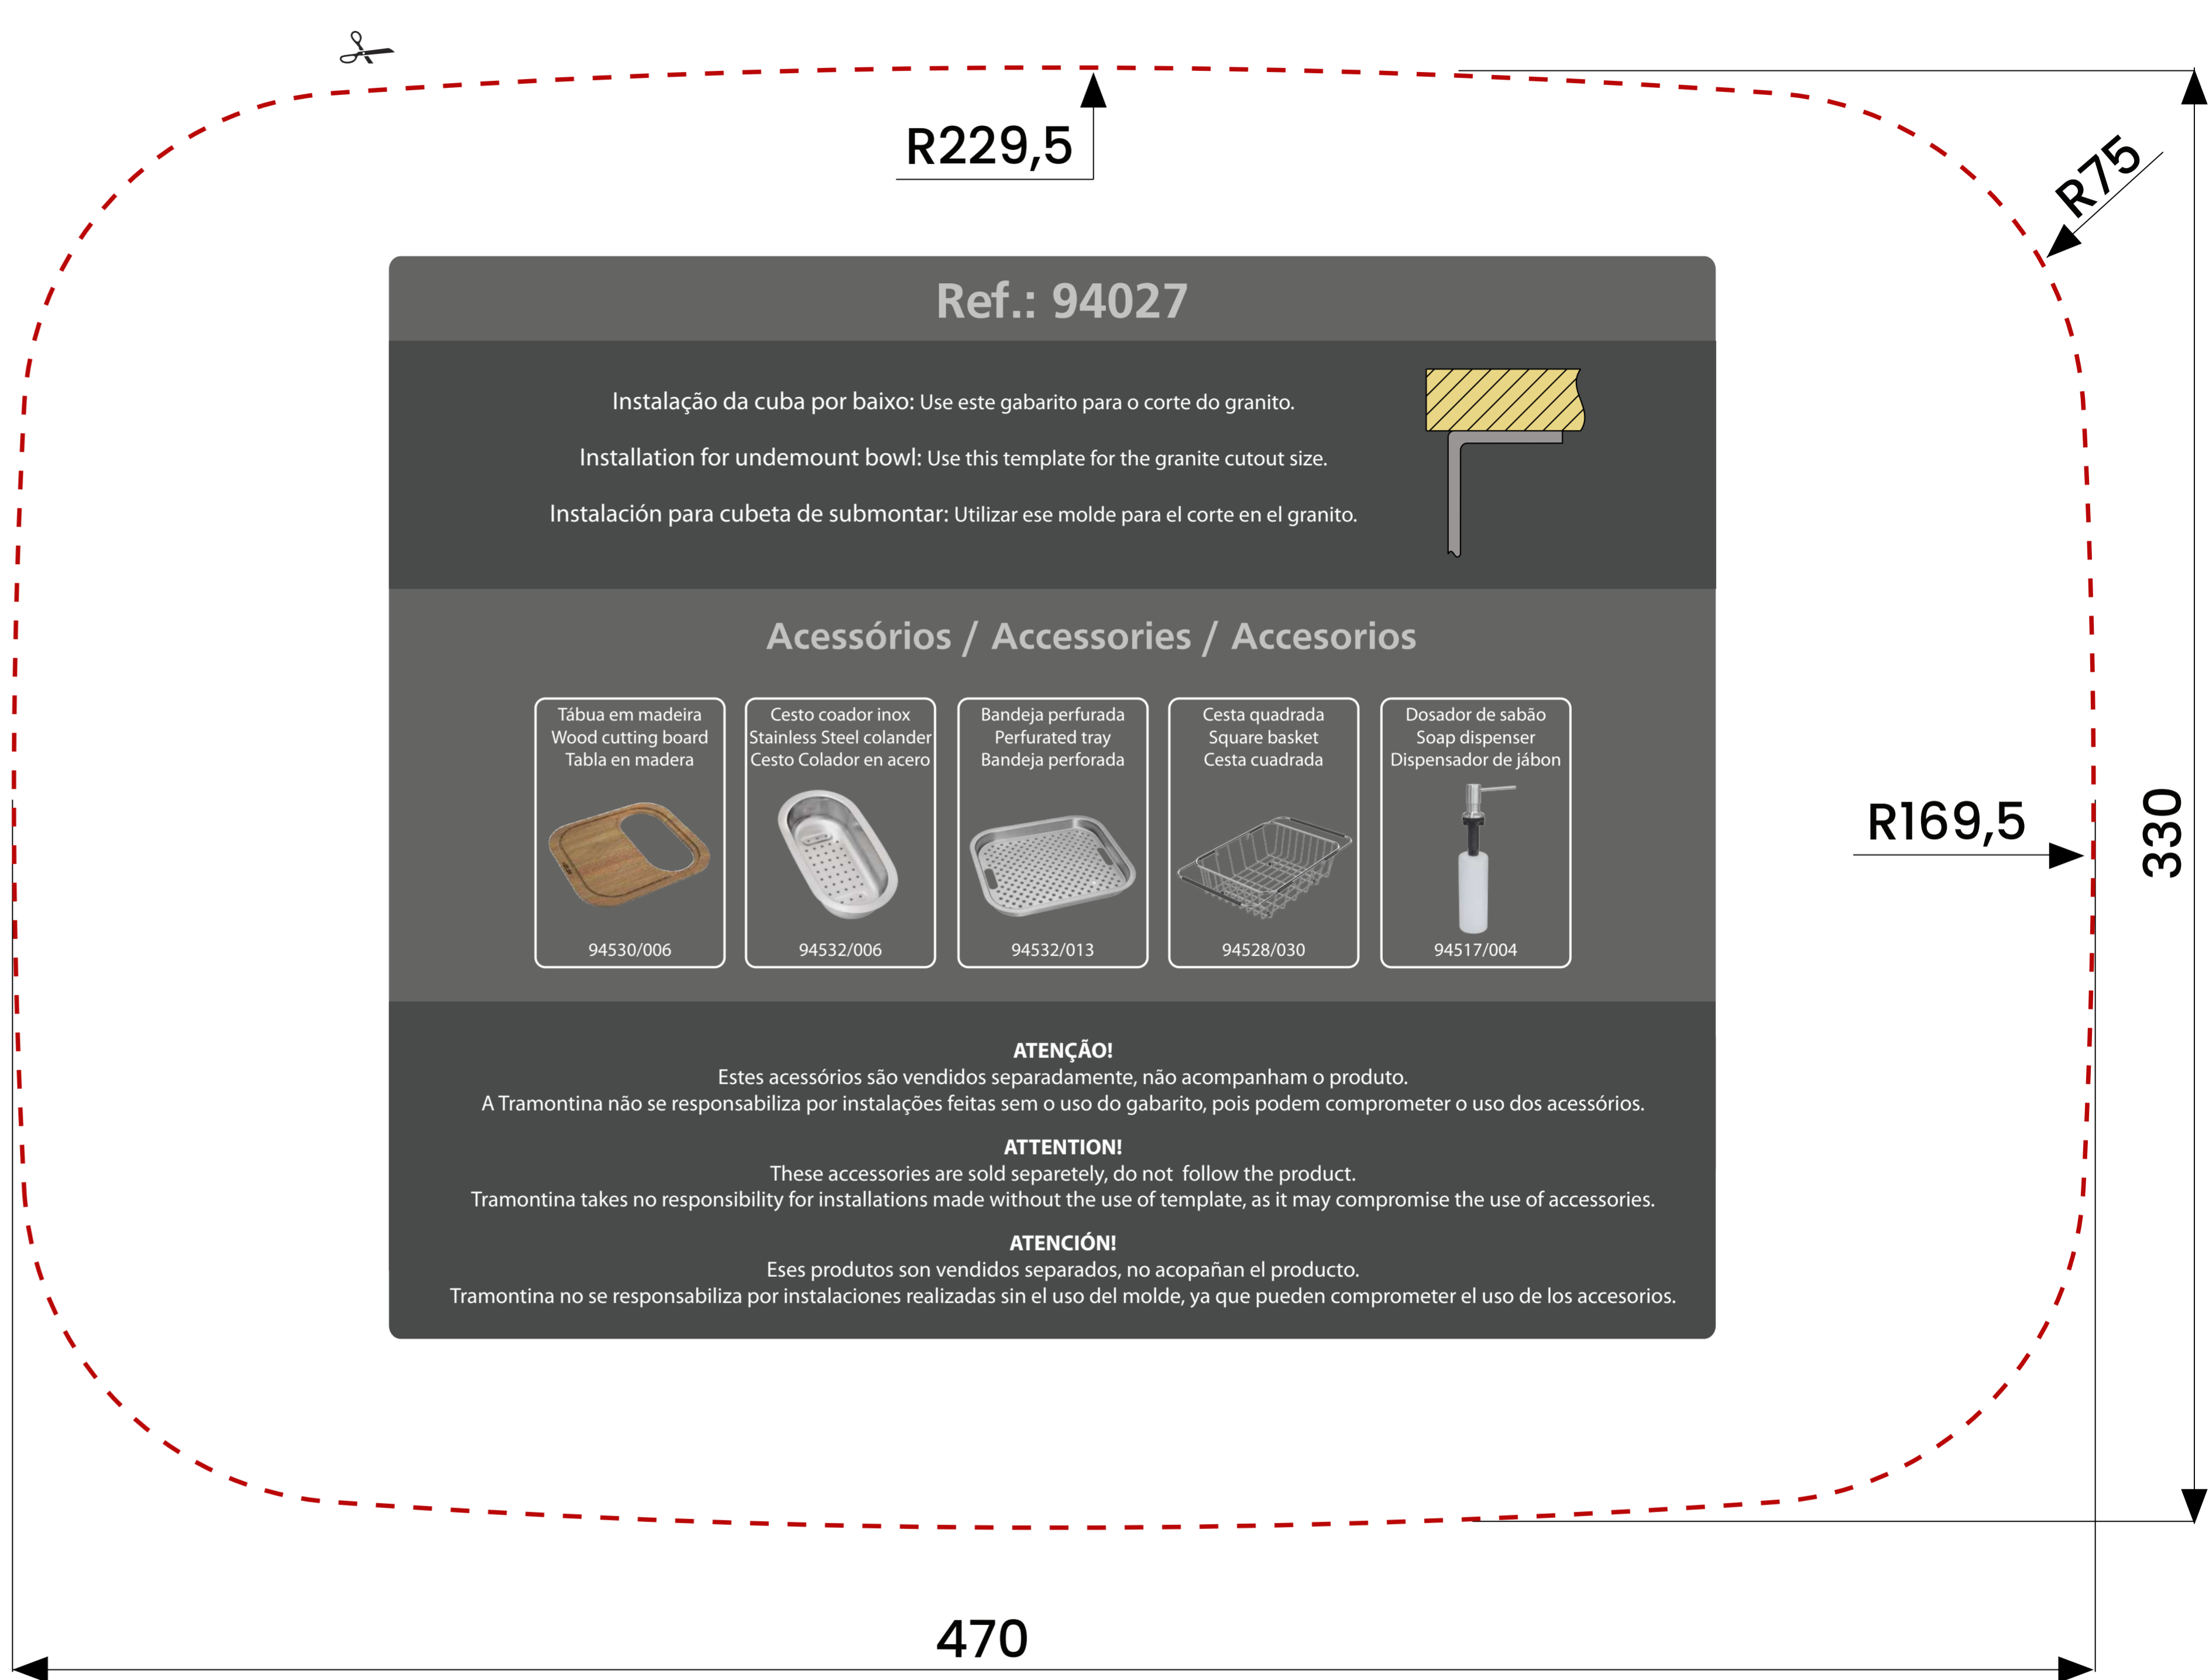 R229,5
R75
Ref.: 94027
Instalação da cuba por baixo: Use este gabarito para o corte do granito.
Installation for undemount bowl: Use this template for the granite cutout size.
Instalación para cubeta de submontar: Utilizar ese molde para el corte en el granito.
Acessórios / Accessories / Accesorios
Tábua em madeira
Wood cutting board
Tabla en madera
94530/006
Cesto coador inox
Stainless Steel colander
Cesto Colador en acero
94532/006
Bandeja perfurada
Perfurated tray
Bandeja perforada
94532/013
Cesta quadrada
Square basket
Cesta cuadrada
94528/030
Dosador de sabão
Soap dispenser
Dispensador de jábon
94517/004
R169,5
330
ATENÇÃO!
Estes acessórios são vendidos separadamente, não acompanham o produto.
A Tramontina não se responsabiliza por instalações feitas sem o uso do gabarito, pois podem comprometer o uso dos acessórios.
ATTENTION!
These accessories are sold separetely, do not  follow the product.
Tramontina takes no responsibility for installations made without the use of template, as it may compromise the use of accessories.
ATENCIÓN!
Eses produtos son vendidos separados, no acopañan el producto.
Tramontina no se responsabiliza por instalaciones realizadas sin el uso del molde, ya que pueden comprometer el uso de los accesorios.
470